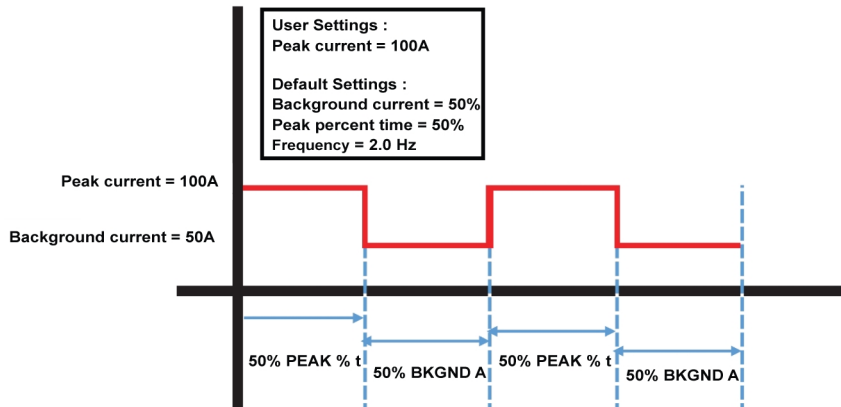 User Settings :
Peak current = 100A
Default Settings :
Background current = 50%
Peak percent time = 50%
Frequency = 2.0 Hz
Peak current = 100A
Background current = 50A
50% PEAK % t
50% BKGND A
50% PEAK % t
50% BKGND A